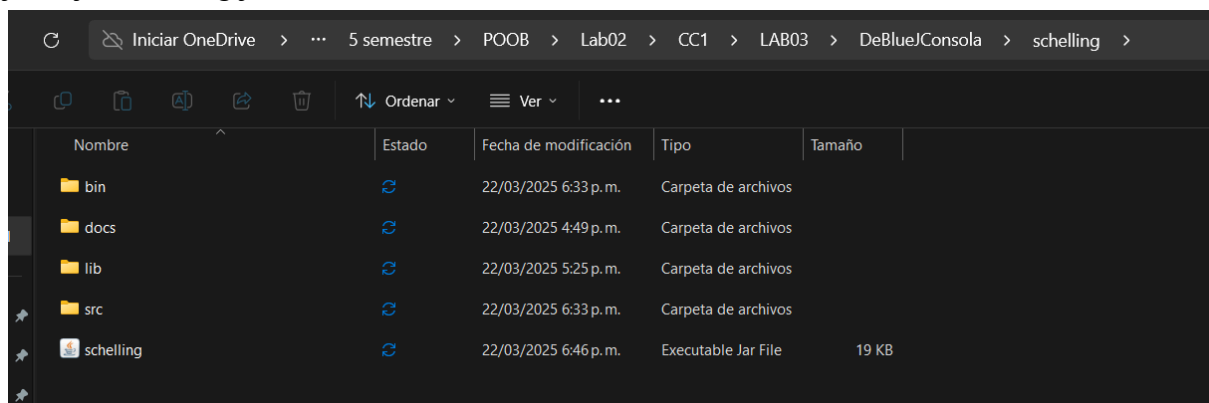 Iniciar OneDrive > ··· 5 semestre > POOB > Lab02 > CC1 > LAB03 > DeBlueJConsola > schelling >
Ordenar Ver ···
Nombre Estado Fecha de modificación Tipo Tamaño
bin 22/03/2025 6:33 p. m. Carpeta de archivos
docs 22/03/2025 4:49 p. m. Carpeta de archivos
lib 22/03/2025 5:25 p. m. Carpeta de archivos
src 22/03/2025 6:33 p. m. Carpeta de archivos
schelling 22/03/2025 6:46 p. m. Executable Jar File 19 KB